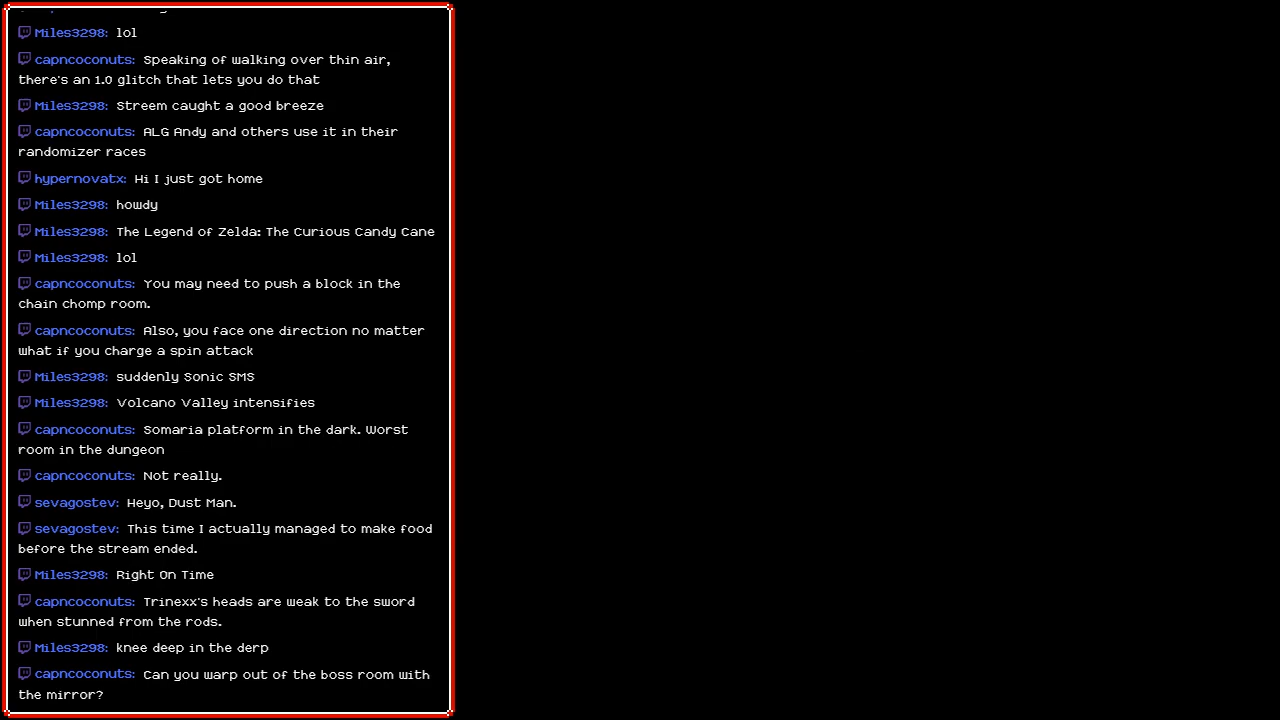 Miles3298: lol
capncoconuts: Speaking of walking over thin air,
there's an 1.0 glitch that lets you do that
Miles3298: Streem caught a good breeze
capncoconuts: ALG Andy and others use it in their
randomizer races
hypernovatx: Hi I just got home
Miles3298: howdy
Miles3298: The Legend of Zelda: The Curious Candy Cane
Miles3298: lol
capncoconuts: You may need to push a block in the
chain chomp room.
capncoconuts: Also, you face one direction no matter
what if you charge a spin attack
Miles3298: suddenly Sonic SMS
Miles3298: Volcano Valley intensifies
capncoconuts: Somaria platform in the dark. Worst
room in the dungeon
capncoconuts: Not really.
sevagostev: Heyo, Dust Man.
sevagostev: This time I actually managed to make food
before the stream ended.
Miles3298: Right On Time
capncoconuts: Trinexx's heads are weak to the sword
when stunned from the rods.
Miles3298: knee deep in the derp
capncoconuts: Can you warp out of the boss room with
the mirror?